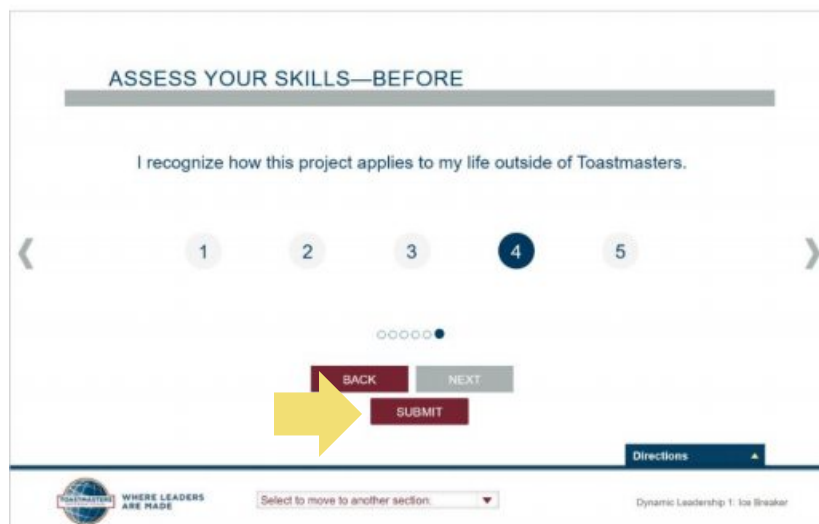 ASSESS YOUR SKILLS—BEFORE
I recognize how this project applies to my life outside of Toastmasters.
1 2 3 4 5
BACK NEXT
SUBMIT
Directions
TOASTMASTERS
WHERE LEADERS
ARE MADE
Select to move to another section:
Dynamic Leadership 1: Ice Breaker